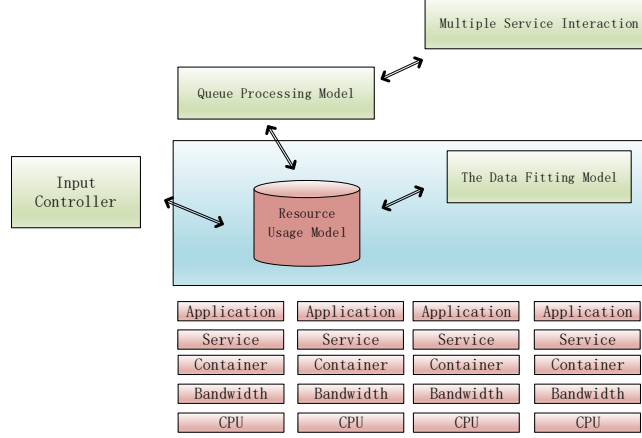 Multiple Service Interaction
Queue Processing Model
Input
Controller
The Data Fitting Model
Resource
Usage Model
Application Application Application Application
Service Service Service Service
Container Container Container Container
Bandwidth Bandwidth Bandwidth Bandwidth
CPU CPU CPU CPU